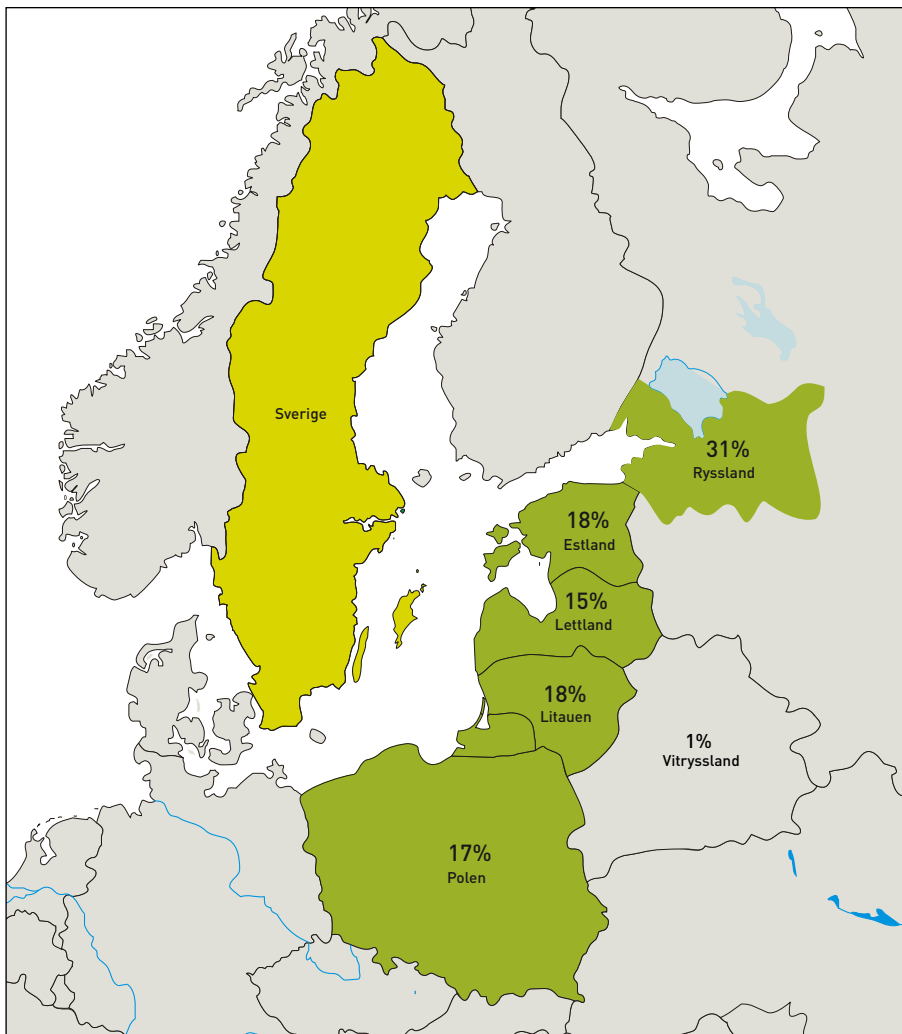 Sverige
31%
Ryssland
18%
Estland
15%
Lettland
18%
Litauen
1%
Vitryssland
17%
Polen